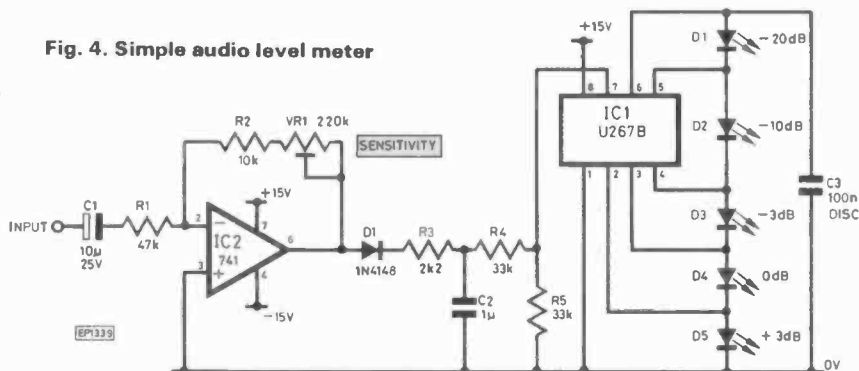 Fig. 4. Simple audio level meter
+15V
D1
-20dB
8
7
6
5
IC1
U267B
1
2
3
4
D2
-10dB
C3
100n
DISC
D3
-3dB
D4
0dB
D5
+3dB
0V
R2
10k
VR1 220k
SENSITIVITY
INPUT
C1
10µ
25V
R1
47k
+15V
2
-
7
IC2
741
6
3
+
4
-15V
D1
1N4148
R3
2k2
R4
33k
C2
1µ
R5
33k
EP1339